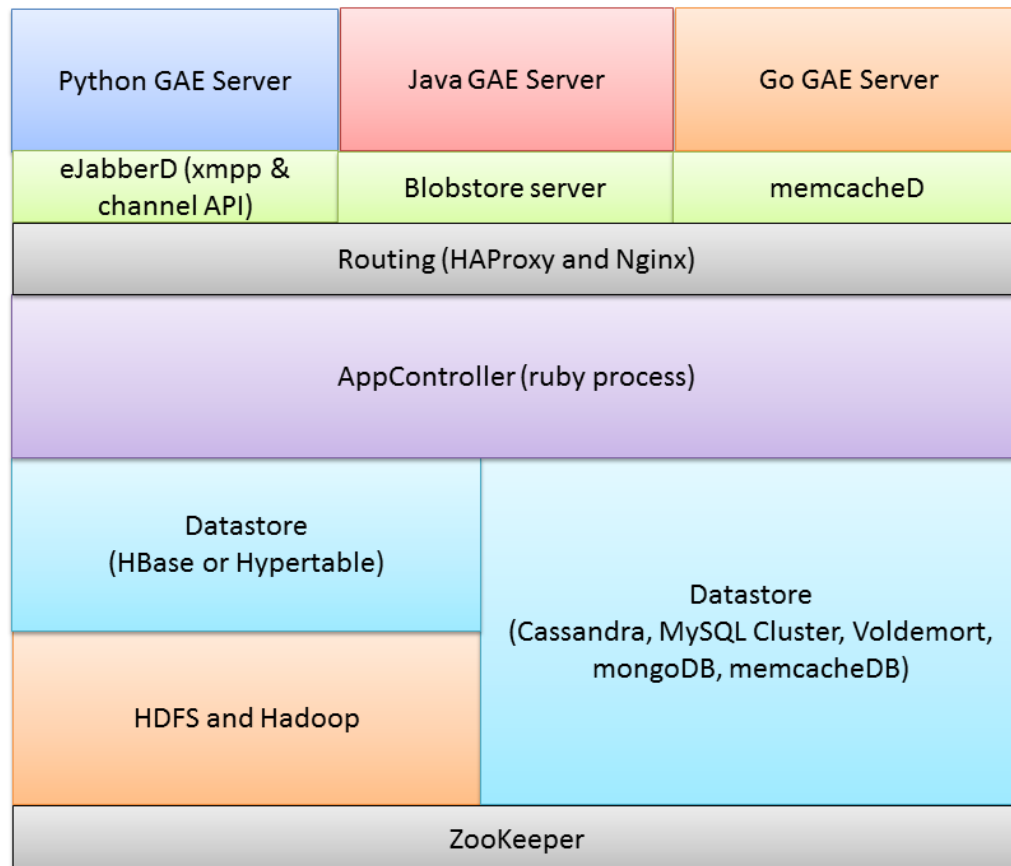 Python GAE Server
Java GAE Server
Go GAE Server
eJabberD (xmpp &
channel API)
Blobstore server
memcacheD
Routing (HAProxy and Nginx)
AppController (ruby process)
Datastore
(HBase or Hypertable)
Datastore
(Cassandra, MySQL Cluster, Voldemort,
mongoDB, memcacheDB)
HDFS and Hadoop
ZooKeeper